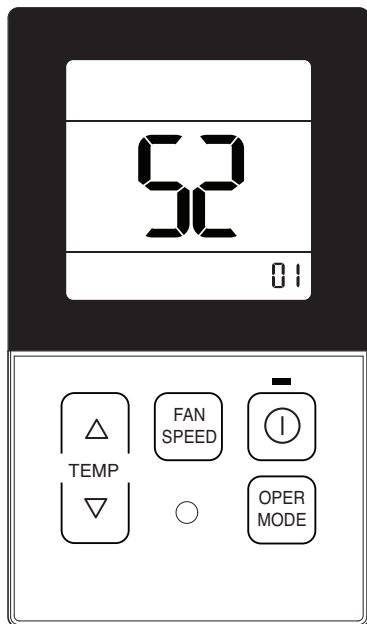 52
01
FAN
SPEED
TEMP
OPER
MODE